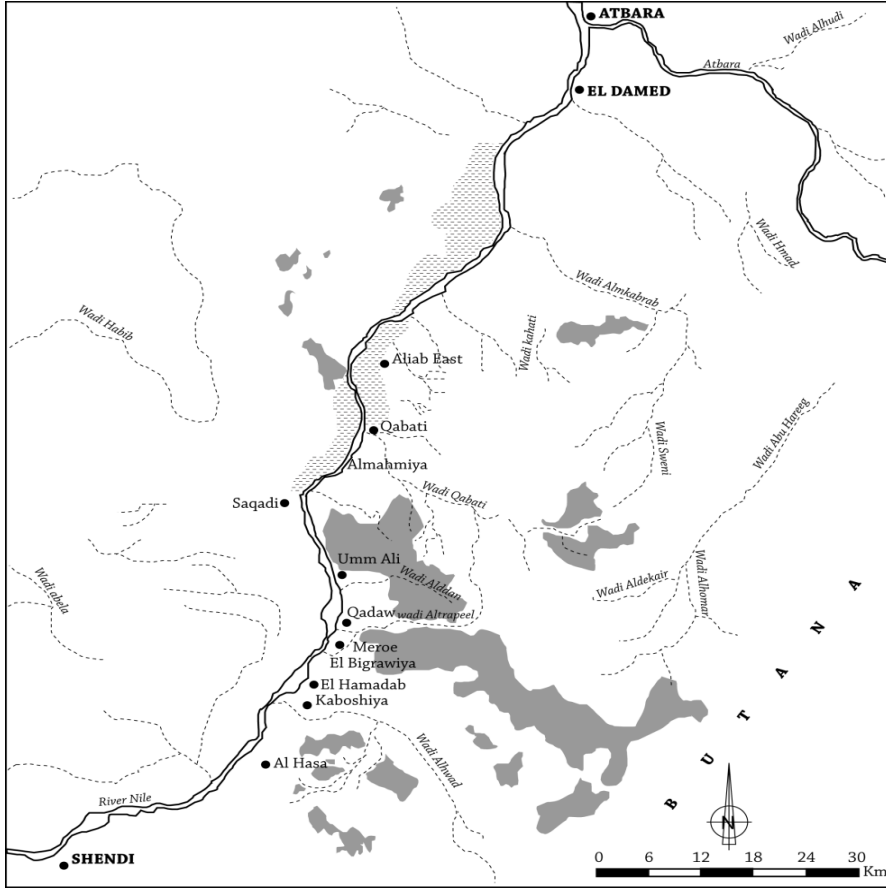 ATBARA
Wadi Alhudi
Atbara
EL DAMED
Wadi Hmad
Wadi Almkabrab
Wadi Habib
Wadi kahati
Aliab East
Wadi Abu Hareeg
Qabati
Wadi Sweni
Almahmiya
Wadi Qabati
Saqadi
Umm Ali
Wadi Alddan
Wadi Aldekair
Wadi Alhomar
Wadi abela
Qadaw
wadi Altrapeel
Meroe
El Bigrawiya
El Hamadab
Kaboshiya
BUTANA
Wadi Alhwad
Al Hasa
River Nile
N
SHENDI
0 6 12 18 24 30
Km